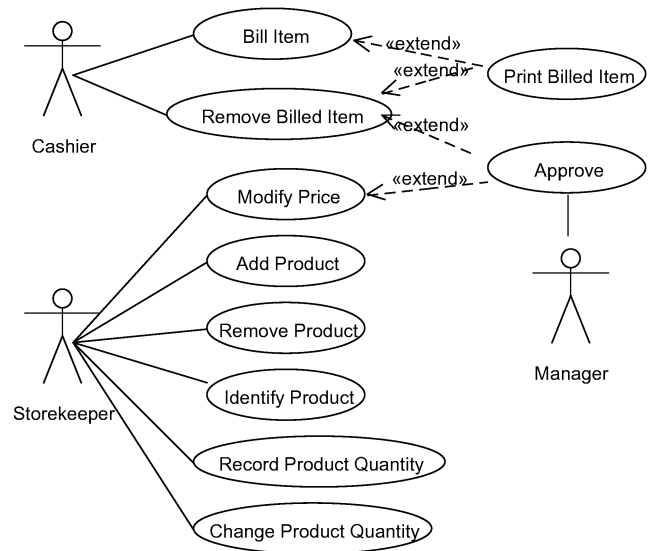 Bill Item
«extend»
Print Billed Item
«extend»
Remove Billed Item
«extend»
Cashier
Approve
«extend»
Modify Price
Add Product
Remove Product
Manager
Identify Product
Storekeeper
Record Product Quantity
Change Product Quantity